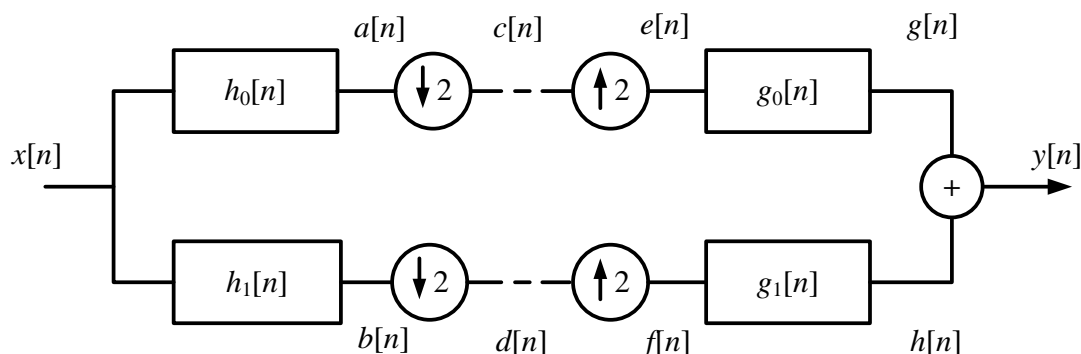 a[n] c[n] e[n] g[n]
h₀[n] ↓ 2 ↑ 2 g₀[n]
x[n] + y[n]
h₁[n] ↓ 2 ↑ 2 g₁[n]
b[n] d[n] f[n] h[n]